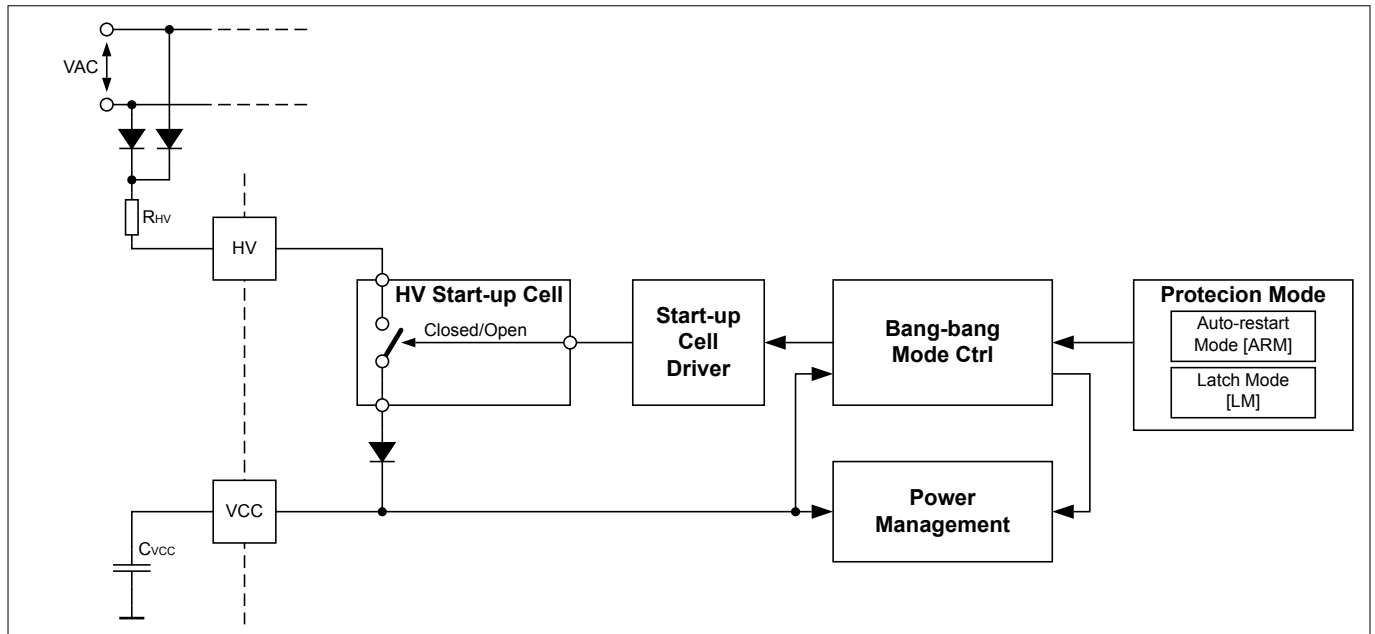 VAC
RHV
HV
HV Start-up Cell
Closed/Open
Start-up
Cell
Driver
Bang-bang
Mode Ctrl
Protecion Mode
Auto-restart
Mode [ARM]
Latch Mode
[LM]
VCC
CVCC
Power
Management